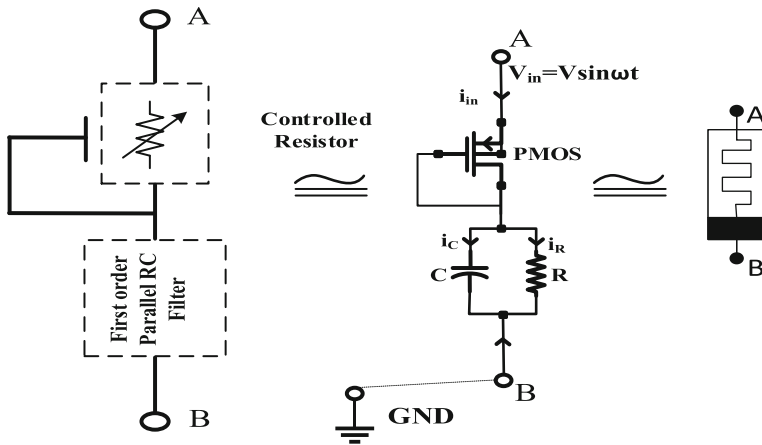 A
First order
Parallel RC
Filter
B
Controlled
Resistor
A
Vin=Vsinωt
iin
PMOS
iC
iR
C
R
B
GND
A
B